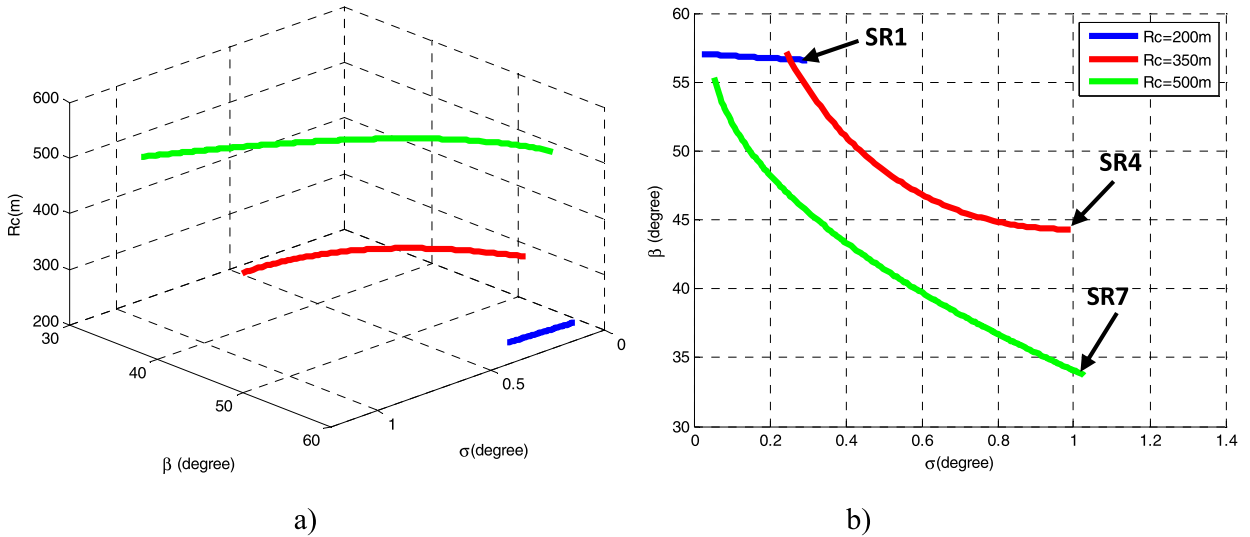 600
500
400
300
200
30
40
50
60
1
0.5
0
Rc(m)
β (degree)
σ(degree)
a)
60
55
50
45
40
35
30
0
0.2
0.4
0.6
0.8
1
1.2
1.4
β (degree)
σ(degree)
SR1
SR4
SR7
Rc=200m
Rc=350m
Rc=500m
b)